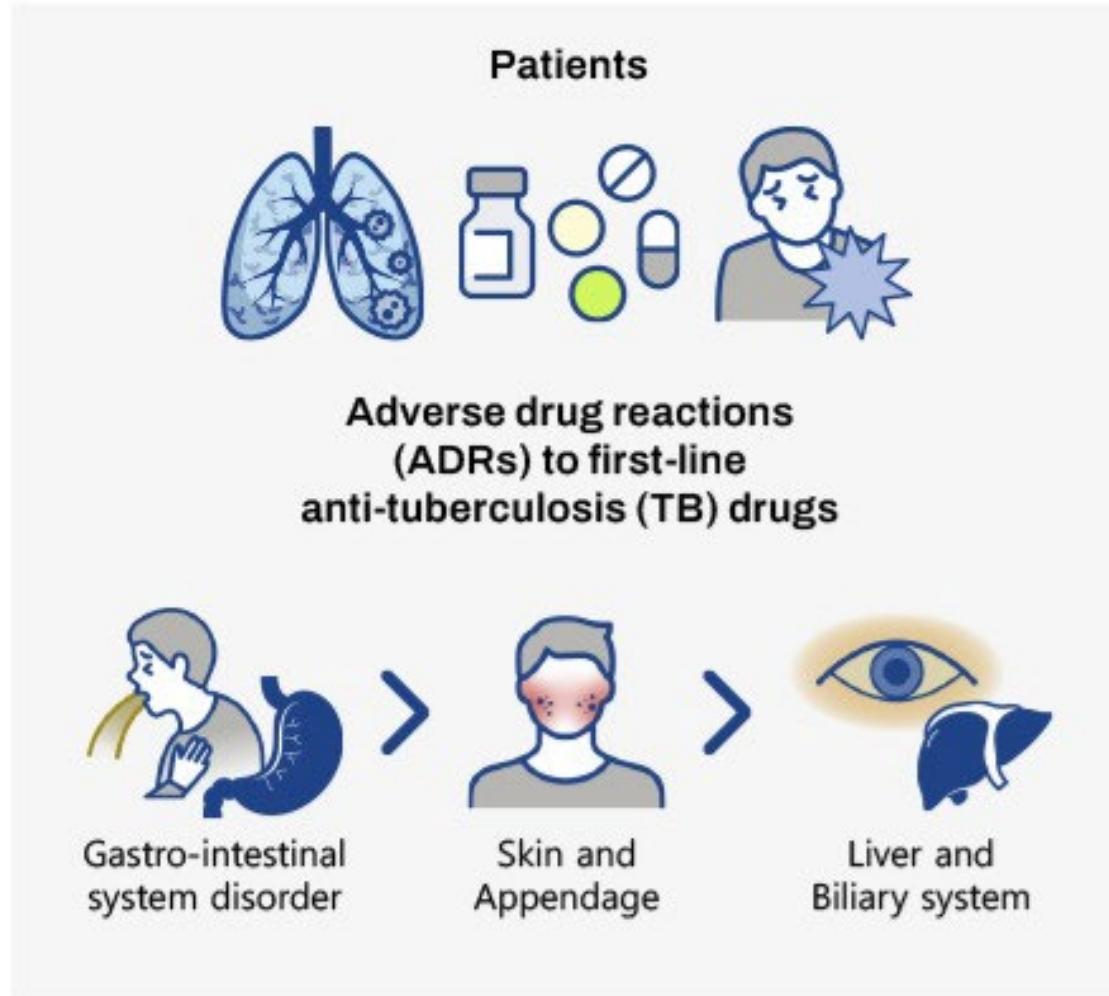 Patients
Adverse drug reactions
(ADRs) to first-line
anti-tuberculosis (TB) drugs
Gastro-intestinal
system disorder
Skin and
Appendage
Liver and
Biliary system